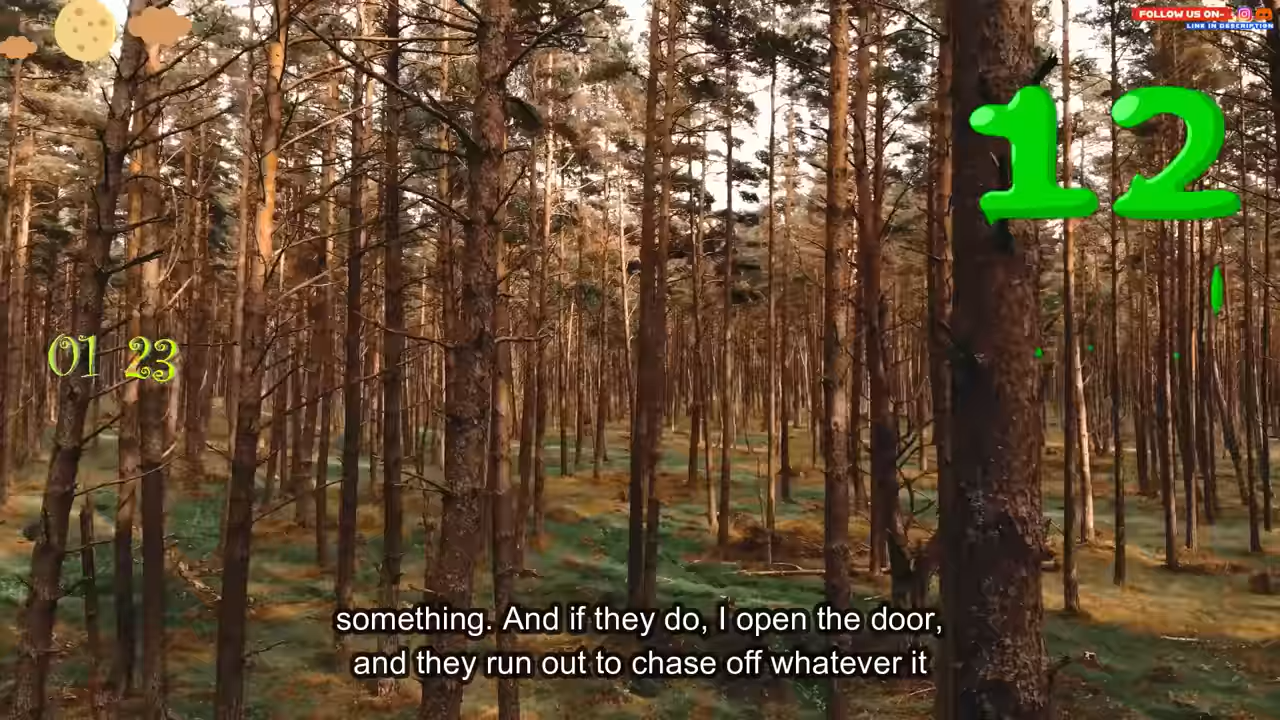 FOLLOW US ON-
LINK IN DESCRIPTION
12
01 23
something. And if they do, I open the door,
and they run out to chase off whatever it